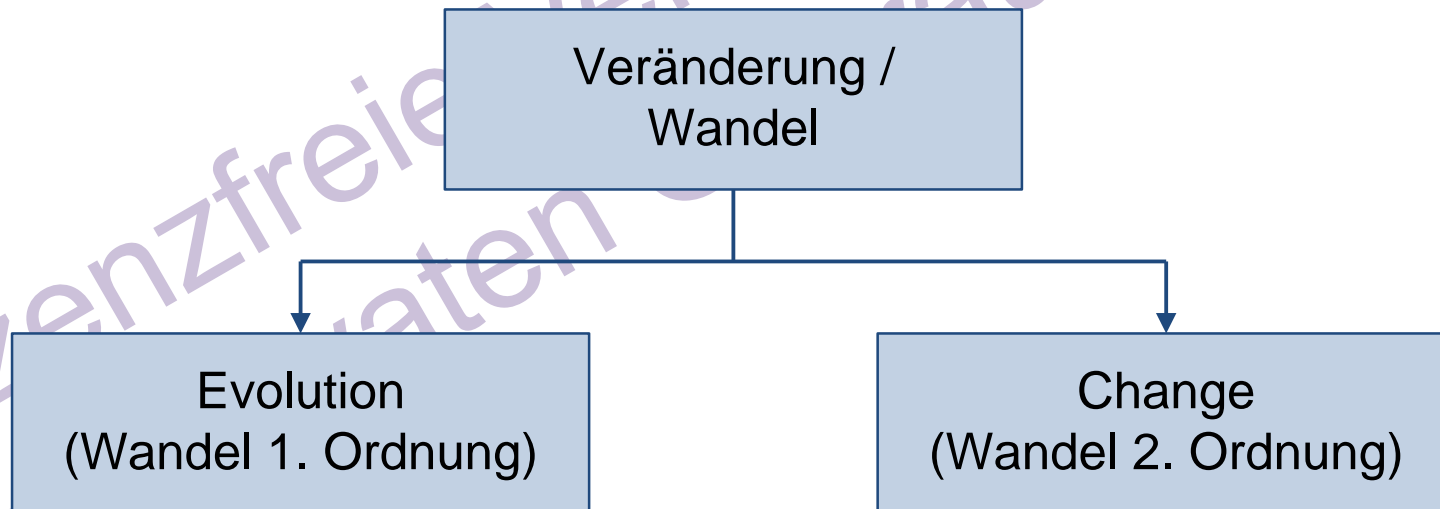 Veränderung /
Wandel
Evolution
(Wandel 1. Ordnung)
Change
(Wandel 2. Ordnung)